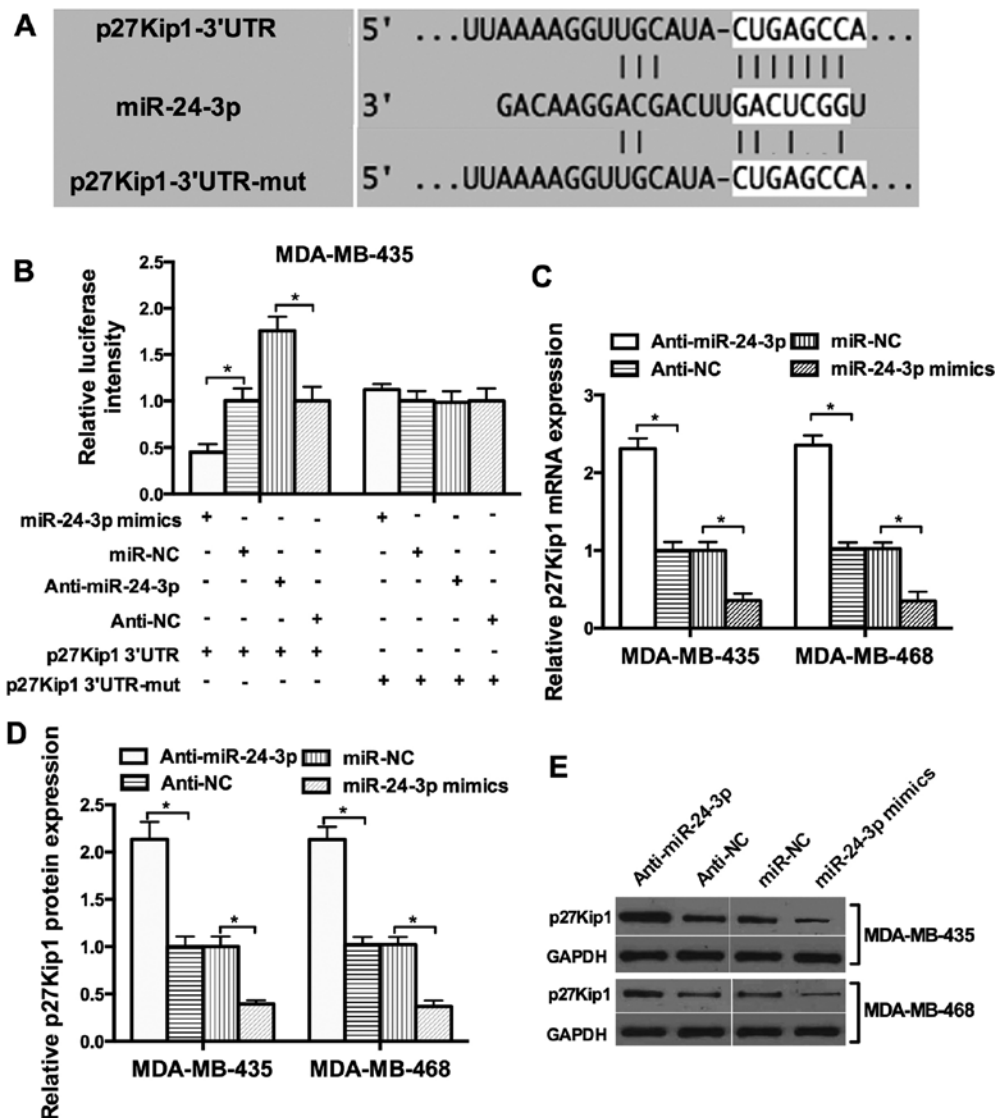 A
p27Kip1-3'UTR 5' ...UUAAAAGGUUGCAUA-CUGAGCCA...
miR-24-3p 3' GACAAGGACGACUUGACUCGGU
p27Kip1-3'UTR-mut 5' ...UUAAAAGGUUGCAUA-CUGAGCCA...
B
MDA-MB-435
Relative luciferase intensity
2.5
2.0
1.5
1.0
0.5
0.0
*
*
miR-24-3p mimics + - - - + - - -
miR-NC - + - - - + - -
Anti-miR-24-3p - - + - - - + -
Anti-NC - - - + - - - +
p27Kip1 3'UTR + + + + - - - -
p27Kip1 3'UTR-mut - - - - + + + +
C
Relative p27Kip1 mRNA expression
Anti-miR-24-3p miR-NC
Anti-NC miR-24-3p mimics
3
2
1
0
* * * *
MDA-MB-435 MDA-MB-468
D
Relative p27Kip1 protein expression
Anti-miR-24-3p miR-NC
Anti-NC miR-24-3p mimics
2.5
2.0
1.5
1.0
0.5
0.0
* * * *
MDA-MB-435 MDA-MB-468
E
Anti-miR-24-3p Anti-NC miR-NC miR-24-3p mimics
p27Kip1
GAPDH
MDA-MB-435
p27Kip1
GAPDH
MDA-MB-468